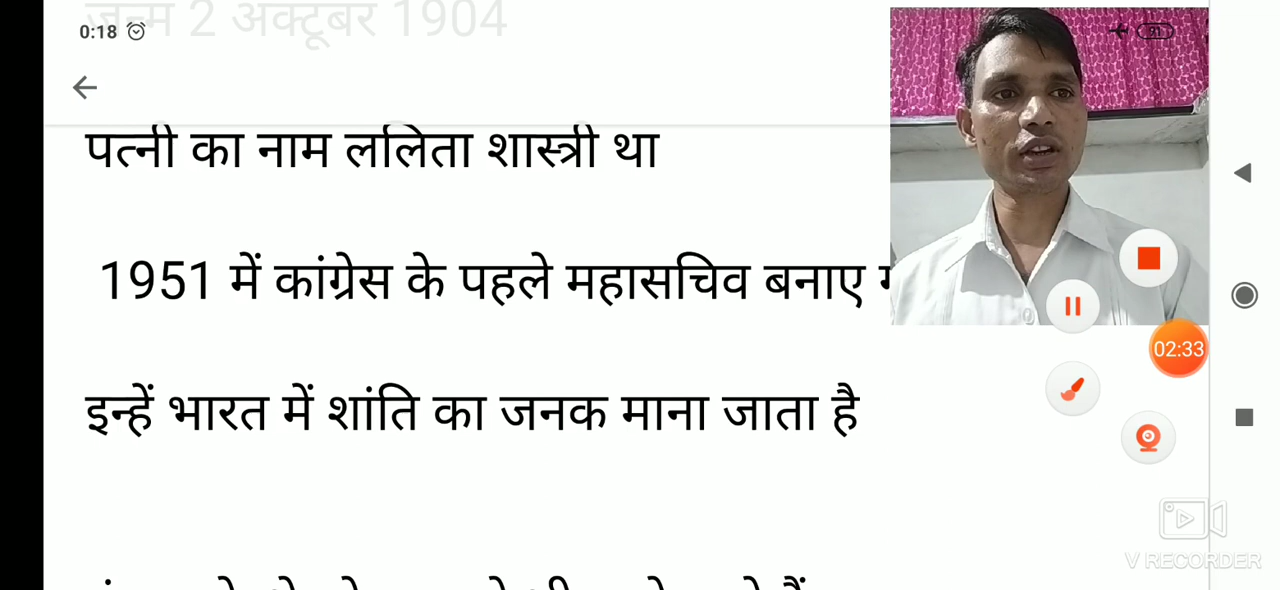 जन्म 2 अक्टूबर 1904
0:18
91
पत्नी का नाम ललिता शास्त्री था
1951 में कांग्रेस के पहले महासचिव बनाए
इन्हें भारत में शांति का जनक माना जाता है
02:33
V RECORDER